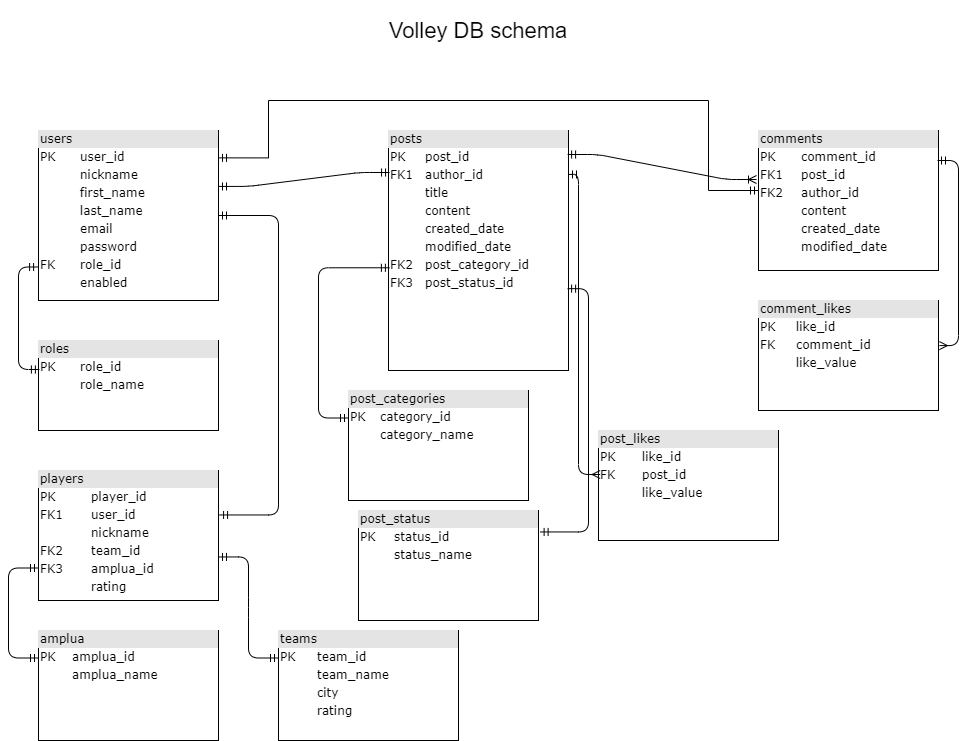 Volley DB schema
users
PK user_id
nickname
first_name
last_name
email
password
FK role_id
enabled
roles
PK role_id
role_name
players
PK player_id
FK1 user_id
nickname
FK2 team_id
FK3 amplua_id
rating
amplua
PK amplua_id
amplua_name
teams
PK team_id
team_name
city
rating
posts
PK post_id
FK1 author_id
title
content
created_date
modified_date
FK2 post_category_id
FK3 post_status_id
post_categories
PK category_id
category_name
post_status
PK status_id
status_name
post_likes
PK like_id
FK post_id
like_value
comments
PK comment_id
FK1 post_id
FK2 author_id
content
created_date
modified_date
comment_likes
PK like_id
FK comment_id
like_value